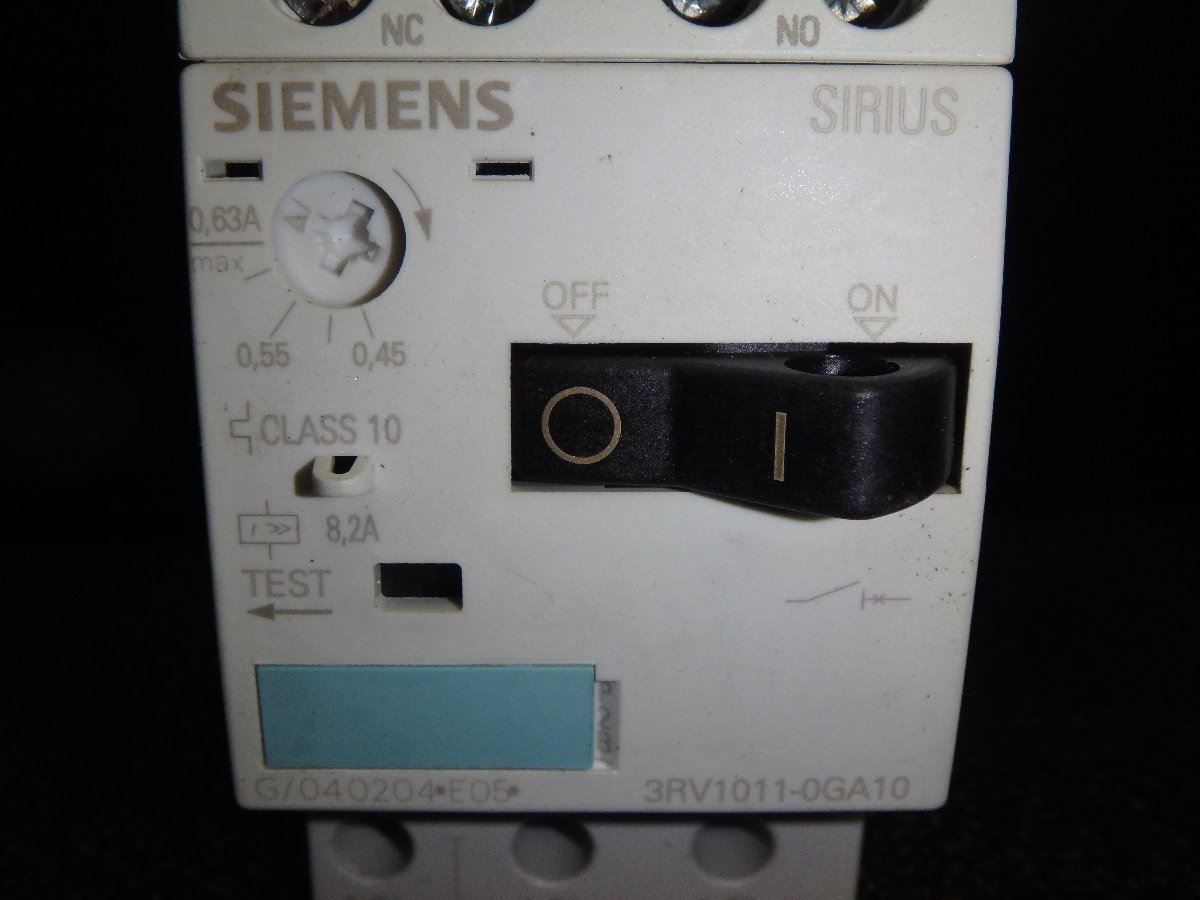 NC NO
SIEMENS SIRIUS
0,63A
max
OFF ON
0,55 0,45
CLASS 10
I >> 8,2A
TEST
G/040204*E05*
3RV1011-0GA10